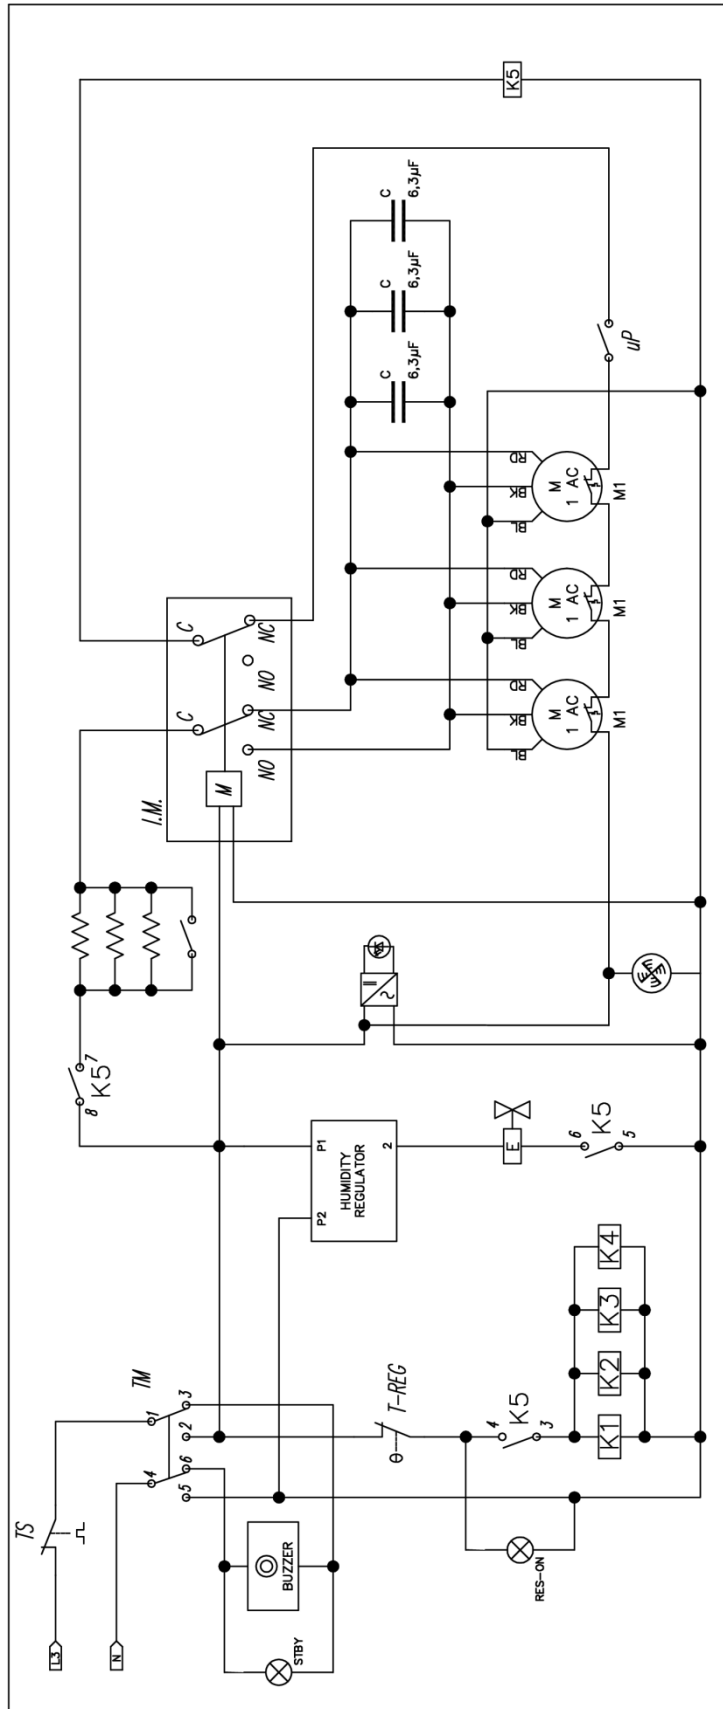 K5
C
6,3µF
C
6,3µF
C
6,3µF
uP
RD
BK
BL
M
1 AC
M1
RD
BK
BL
M
1 AC
M1
RD
BK
BL
M
1 AC
M1
I.M.
C
NC
NO
C
NC
NO
M
8
7
K5
P1
P2
2
HUMIDITY
REGULATOR
E
6
5
K5
TM
1
3
2
4
6
5
TS
L3
N
BUZZER
STBY
θ
T-REG
4
3
K5
RES-ON
K1
K2
K3
K4